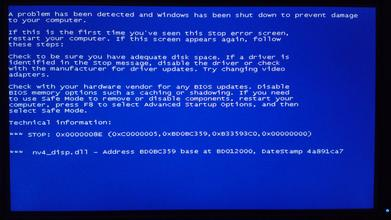 A problem has been detected and windows has been shut down to prevent damage
to your computer.
If this is the first time you've seen this Stop error screen,
restart your computer. If this screen appears again, follow
these steps:
Check to be sure you have adequate disk space. If a driver is
identified in the Stop message, disable the driver or check
with the manufacturer for driver updates. Try changing video
adapters.
Check with your hardware vendor for any BIOS updates. Disable
BIOS memory options such as caching or shadowing. If you need
to use Safe Mode to remove or disable components, restart your
computer, press F8 to select Advanced Startup Options, and then
select Safe Mode.
Technical information:
*** STOP: 0x0000008E (0xC0000005,0xBD0BC359,0xB33593C0,0x00000000)
*** nv4_disp.dll - Address BD0BC359 base at BD012000, DateStamp 4a891ca7